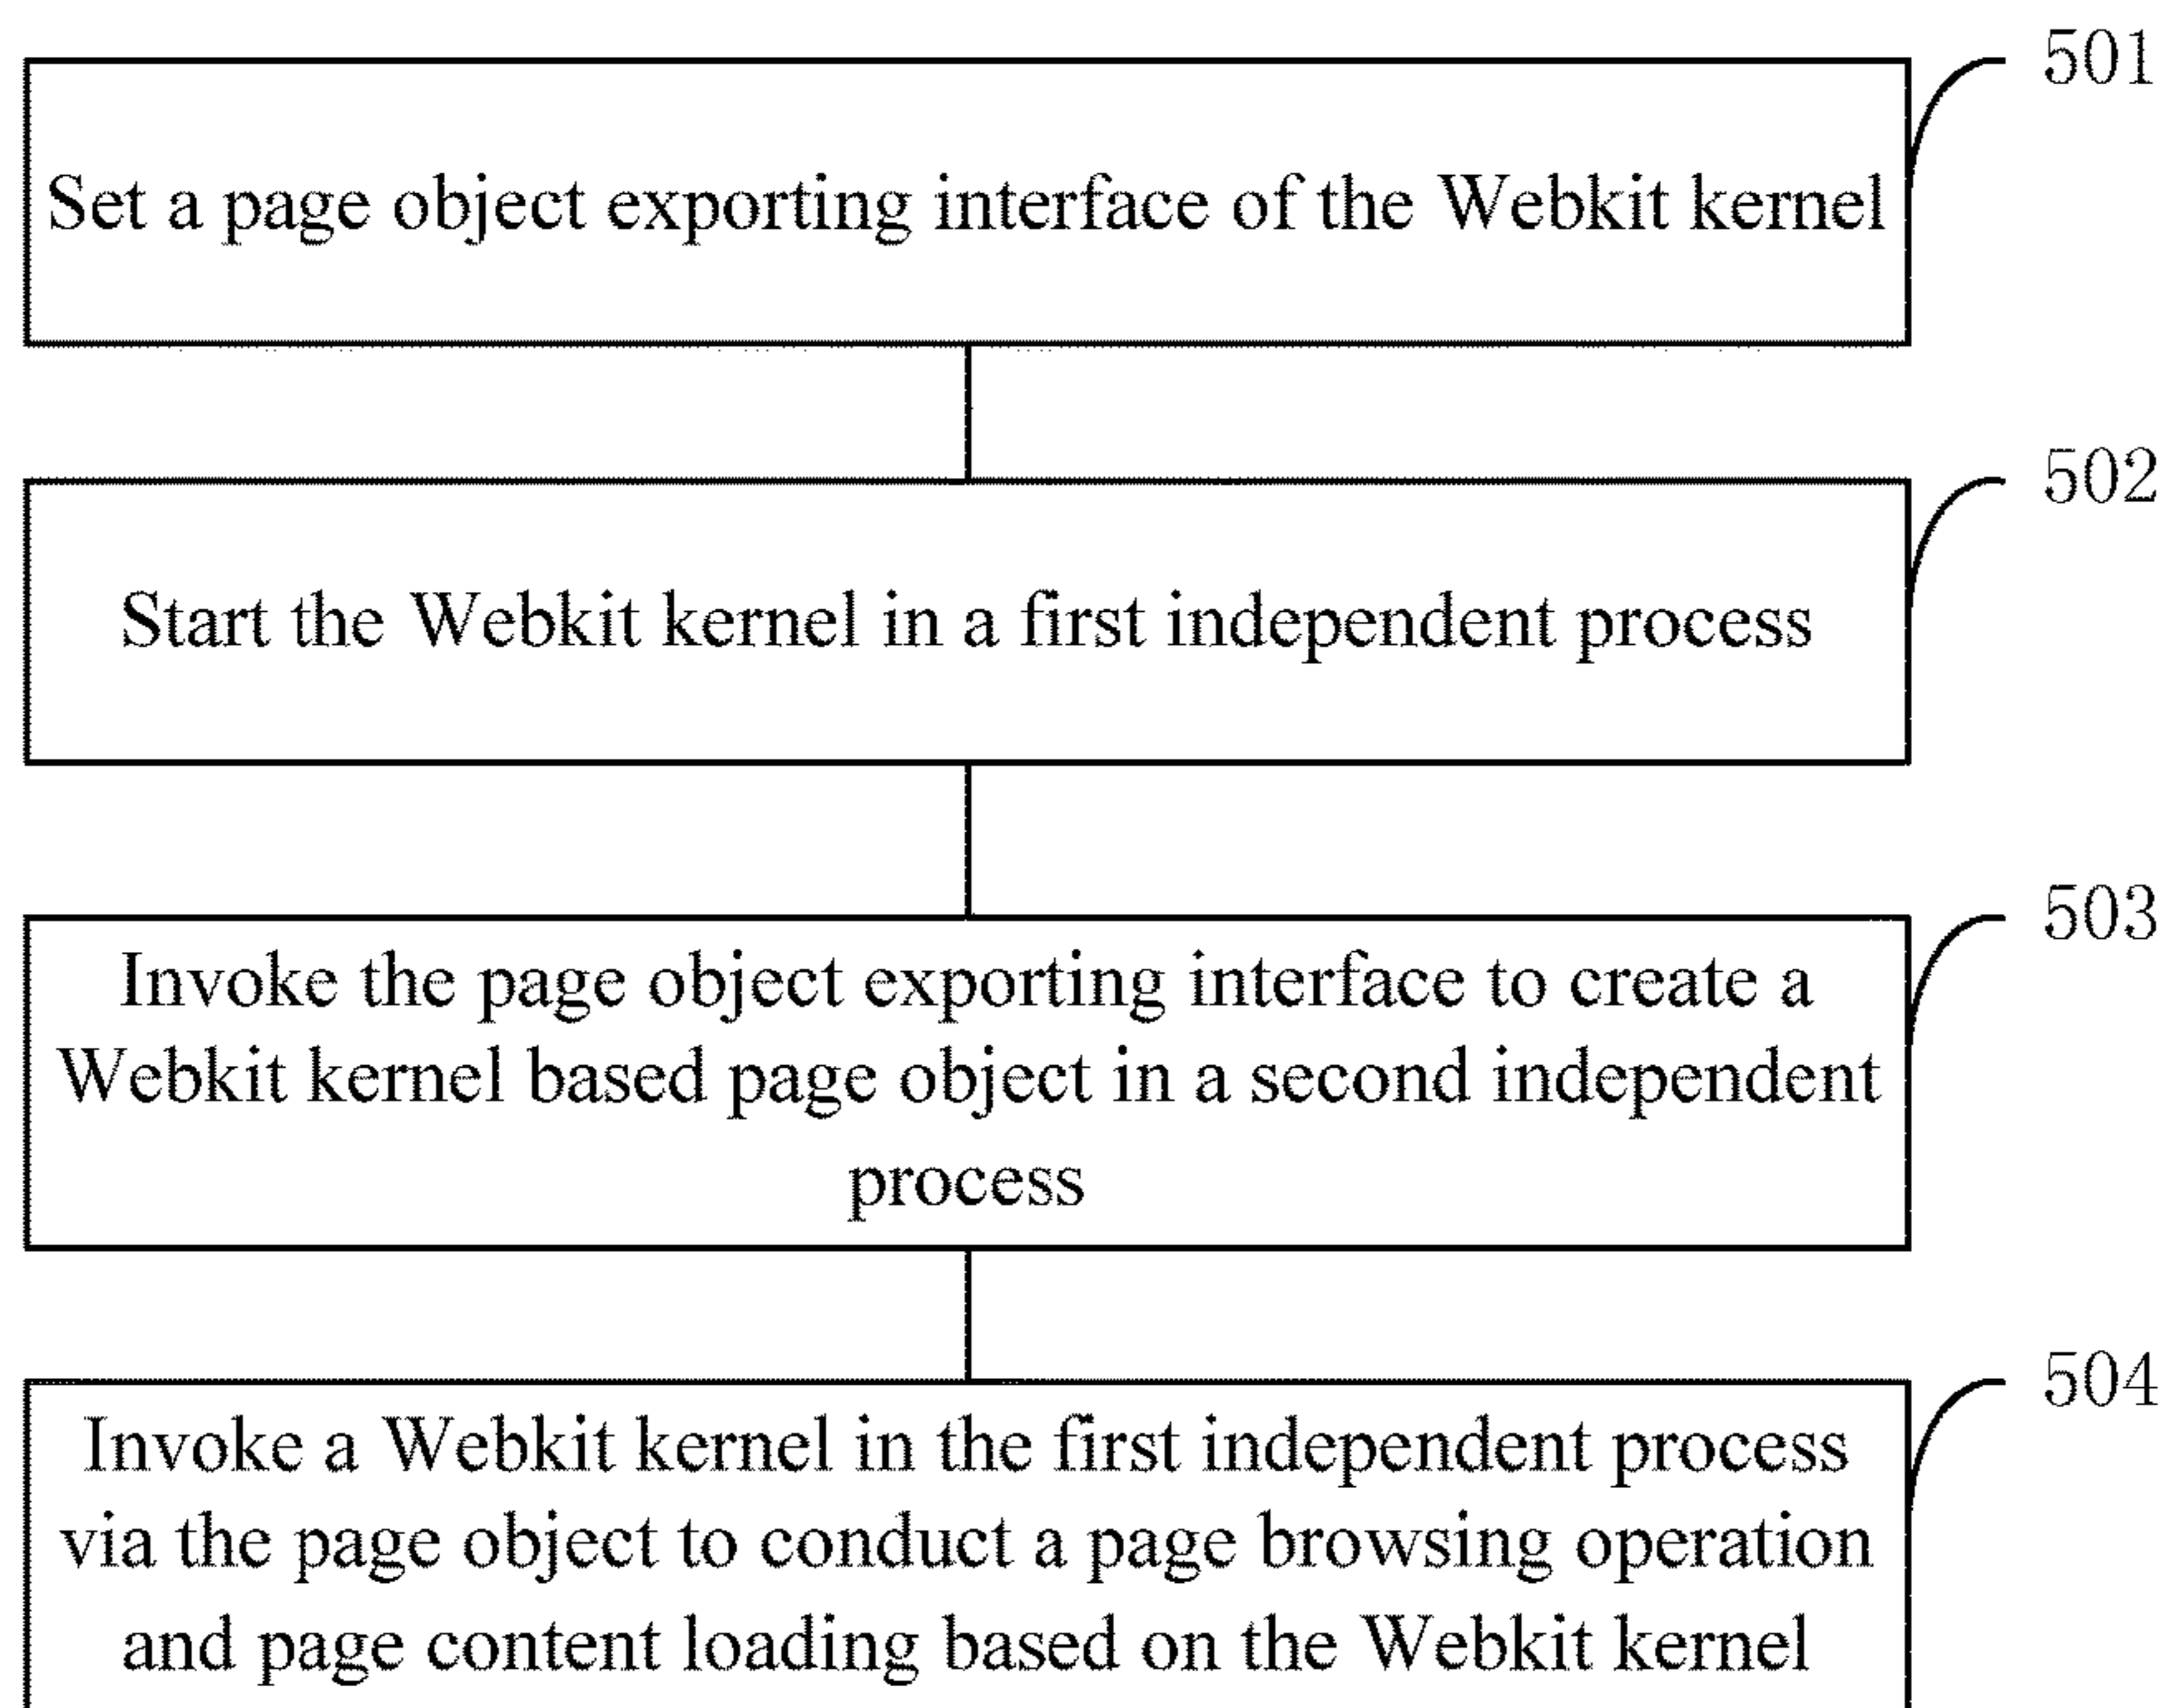 501
Set a page object exporting interface of the Webkit kernel
502
Start the Webkit kernel in a first independent process
503
Invoke the page object exporting interface to create a
Webkit kernel based page object in a second independent
process
504
Invoke a Webkit kernel in the first independent process
via the page object to conduct a page browsing operation
and page content loading based on the Webkit kernel